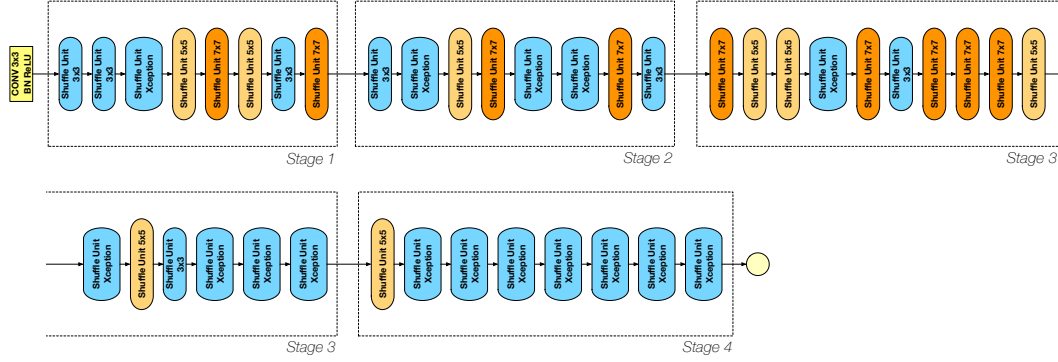 CONV 3x3
BN ReLU
Shuffle Unit
3x3
Shuffle Unit
3x3
Shuffle Unit
Xception
Shuffle Unit 5x5
Shuffle Unit 7x7
Shuffle Unit 5x5
Shuffle Unit
3x3
Shuffle Unit 7x7
Stage 1
Shuffle Unit
3x3
Shuffle Unit
Xception
Shuffle Unit 5x5
Shuffle Unit 7x7
Shuffle Unit
Xception
Shuffle Unit
Xception
Shuffle Unit 7x7
Shuffle Unit
3x3
Stage 2
Shuffle Unit 7x7
Shuffle Unit 5x5
Shuffle Unit 5x5
Shuffle Unit
Xception
Shuffle Unit 7x7
Shuffle Unit
3x3
Shuffle Unit 7x7
Shuffle Unit 7x7
Shuffle Unit 7x7
Shuffle Unit 5x5
Stage 3
Shuffle Unit
Xception
Shuffle Unit 5x5
Shuffle Unit
3x3
Shuffle Unit
Xception
Shuffle Unit
Xception
Shuffle Unit
Xception
Stage 3
Shuffle Unit 5x5
Shuffle Unit
Xception
Shuffle Unit
Xception
Shuffle Unit
Xception
Shuffle Unit
Xception
Shuffle Unit
Xception
Shuffle Unit
Xception
Shuffle Unit
Xception
Stage 4